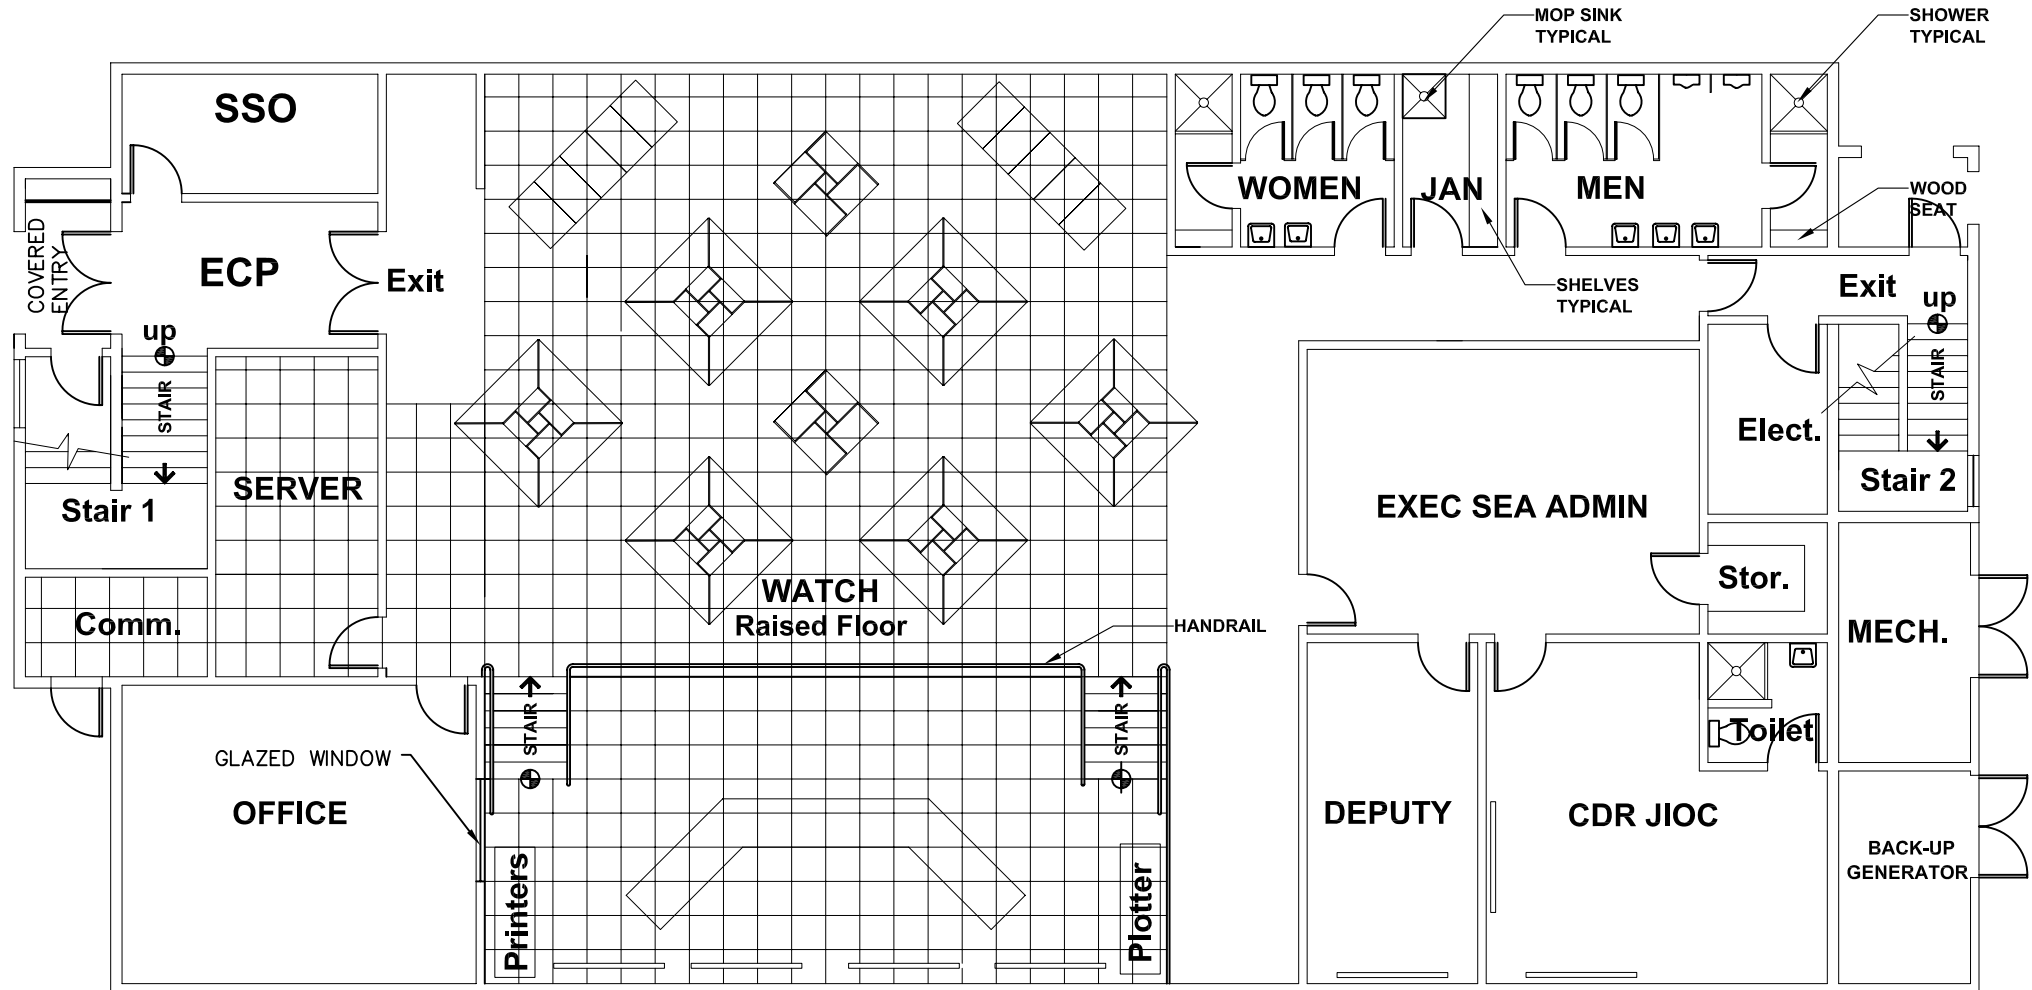 MOP SINK
TYPICAL
SHOWER
TYPICAL
SSO
WOMEN
JAN
MEN
WOOD
SEAT
COVERED
ENTRY
ECP
Exit
SHELVES
TYPICAL
Exit
up
up
STAIR
STAIR
Elect.
SERVER
Stair 1
EXEC SEA ADMIN
Stair 2
WATCH
Raised Floor
Stor.
Comm.
HANDRAIL
MECH.
STAIR
STAIR
Toilet
GLAZED WINDOW
OFFICE
DEPUTY
CDR JIOC
BACK-UP
GENERATOR
Printers
Plotter